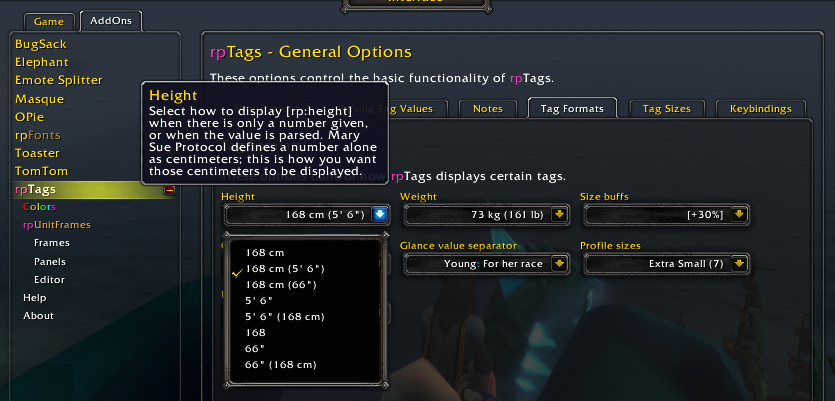 Interface
Game
AddOns
BugSack
Elephant
Emote Splitter
Masque
OPie
rpFonts
Toaster
TomTom
rpTags
Colors
rpUnitFrames
Frames
Panels
Editor
Help
About
rpTags - General Options
These options control the basic functionality of rpTags.
Tag Values
Notes
Tag Formats
Tag Sizes
Keybindings
Height
Select how to display [rp:height]
when there is only a number given,
or when the value is parsed. Mary
Sue Protocol defines a number alone
as centimeters; this is how you want
those centimeters to be displayed.
rpTags displays certain tags.
Height
168 cm (5' 6")
Weight
73 kg (161 lb)
Size buffs
[+30%]
Glance value separator
Young: For her race
Profile sizes
Extra Small (7)
168 cm
168 cm (5' 6")
168 cm (66")
5' 6"
5' 6" (168 cm)
168
66"
66" (168 cm)